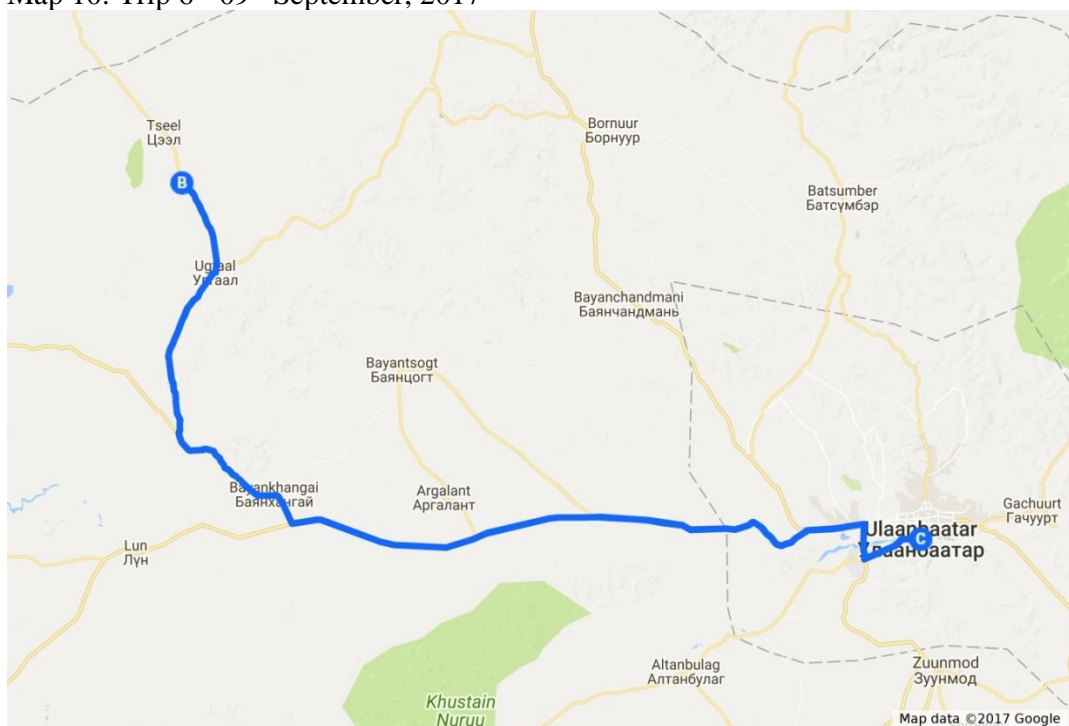 Tseel
Цээл
B
Bornuur
Борнуур
Batsumber
Батсүмбэр
Ugtaal
Угтаал
Bayanchandmani
Баянчандмань
Bayantsogt
Баянцогт
Bayankhangai
Баянхангай
Argalant
Аргалант
Gachuurt
Гачуурт
Ulaanbaatar
Улаанбаатар
C
Lun
Лүн
Altanbulag
Алтанбулаг
Zuunmod
Зуунмод
Khustain
Nuruu
Map data ©2017 Google